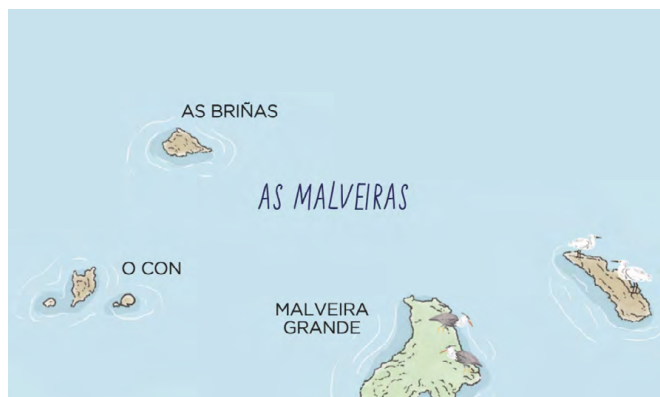 AS BRIÑAS
AS MALVEIRAS
O CON
MALVEIRA
GRANDE